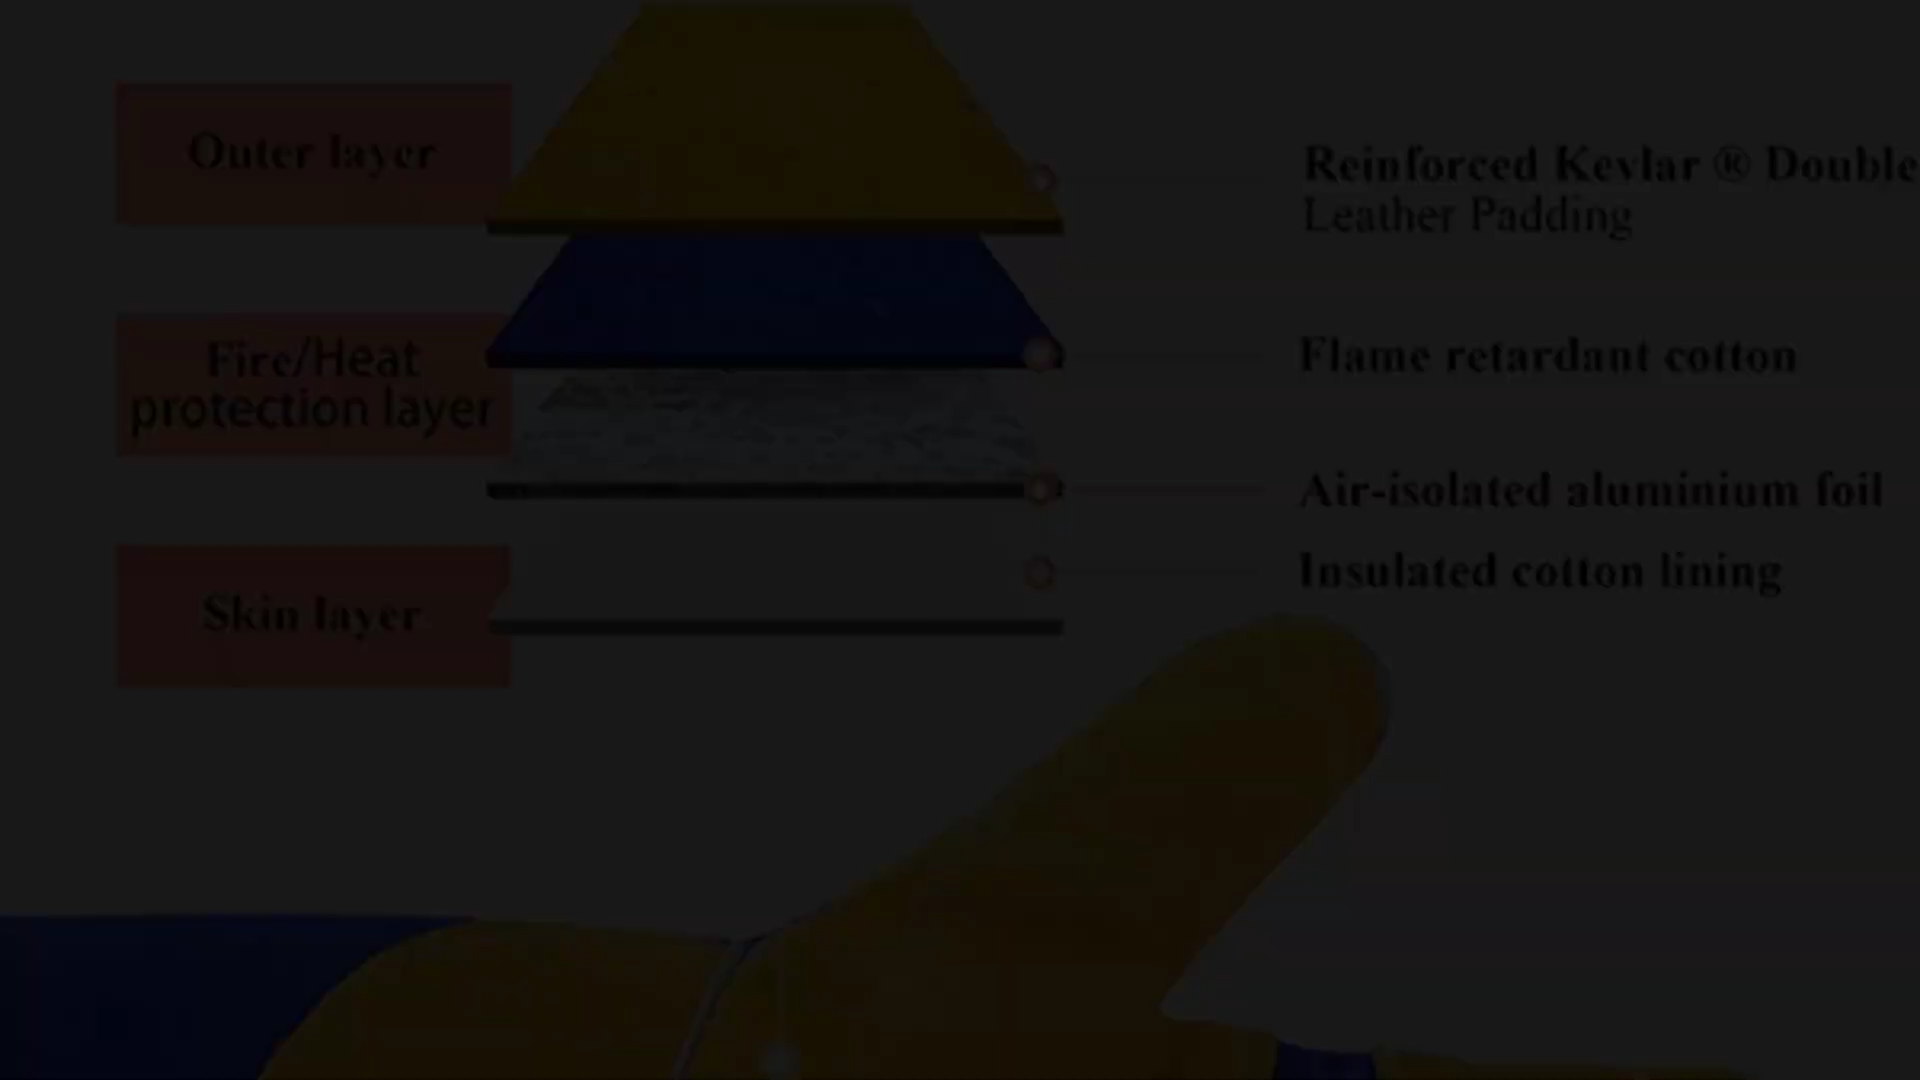 Outer layer
Reinforced Kevlar ® Double
Leather Padding
Fire/Heat
protection layer
Flame retardant cotton
Air-isolated aluminium foil
Insulated cotton lining
Skin layer